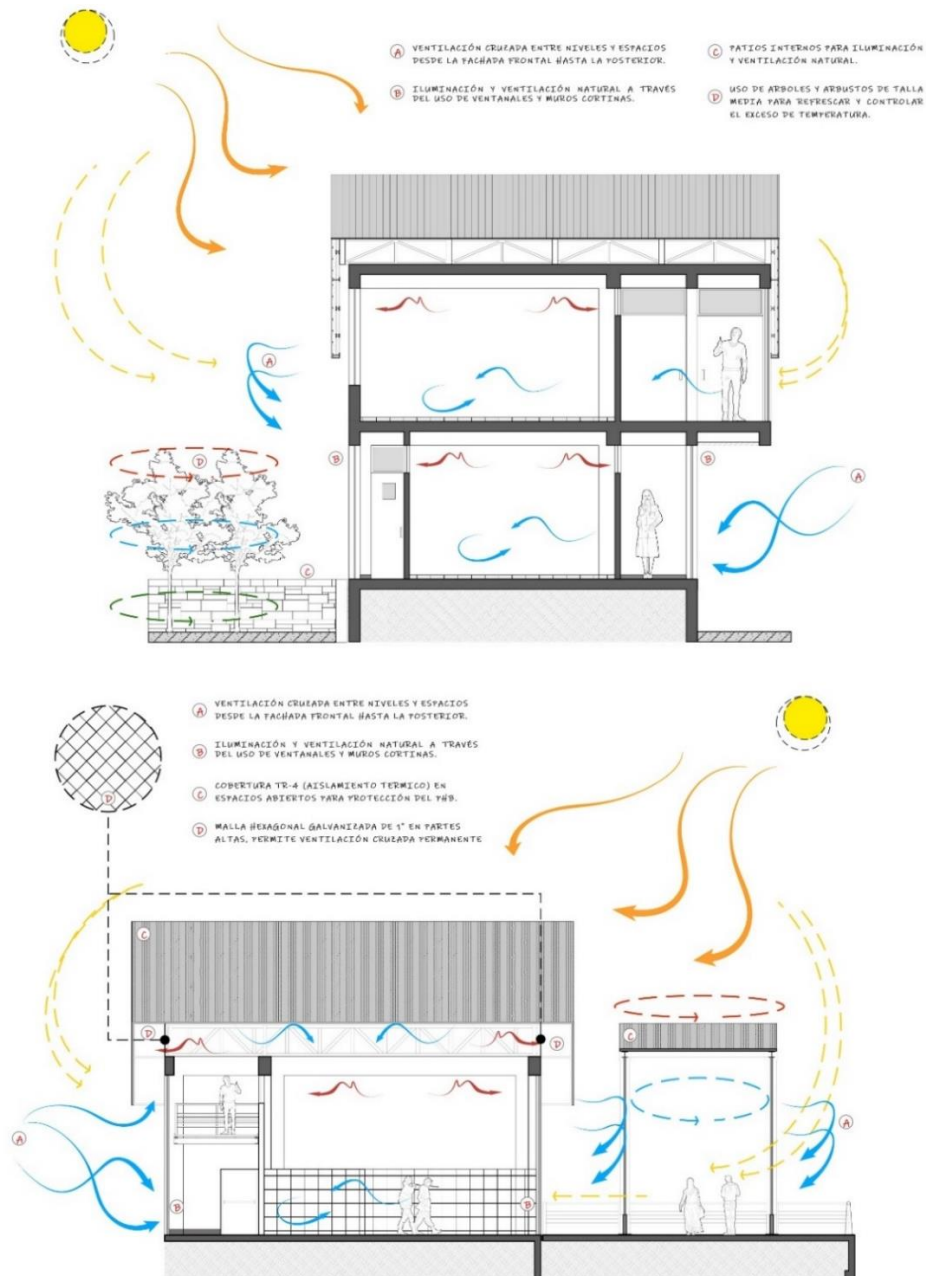 A VENTILACIÓN CRUZADA ENTRE NIVELES Y ESPACIOS
DESDE LA FACHADA FRONTAL HASTA LA POSTERIOR.
B ILUMINACIÓN Y VENTILACIÓN NATURAL A TRAVÉS
DEL USO DE VENTANALES Y MUROS CORTINAS.
C PATIOS INTERNOS PARA ILUMINACIÓN
Y VENTILACIÓN NATURAL.
D USO DE ARBOLES Y ARBUSTOS DE TALLA
MEDIA PARA REFRESCAR Y CONTROLAR
EL EXCESO DE TEMPERATURA.
A
D
B
B
A
C
A VENTILACIÓN CRUZADA ENTRE NIVELES Y ESPACIOS
DESDE LA FACHADA FRONTAL HASTA LA POSTERIOR.
B ILUMINACIÓN Y VENTILACIÓN NATURAL A TRAVÉS
DEL USO DE VENTANALES Y MUROS CORTINAS.
C COBERTURA TR-4 (AISLAMIENTO TERMICO) EN
ESPACIOS ABIERTOS PARA PROTECCIÓN DEL PHB.
D MALLA HEXAGONAL GALVANIZADA DE 1" EN PARTES
ALTAS, PERMITE VENTILACIÓN CRUZADA PERMANENTE
D
C
D
D
C
A
A
B
B